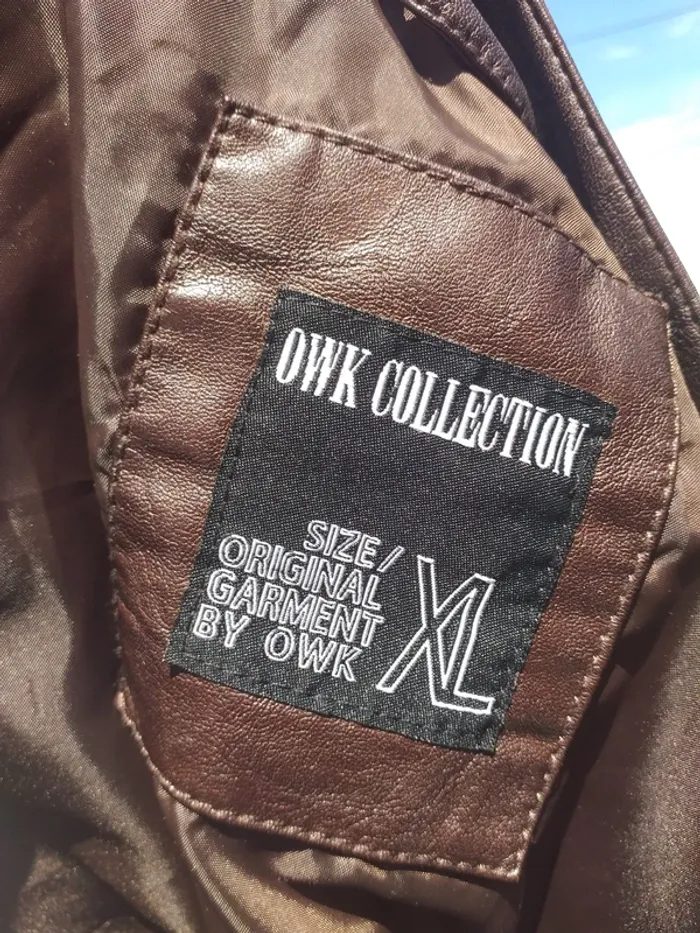 OWK COLLECTION
SIZE/
ORIGINAL
GARMENT
BY OWK
XL